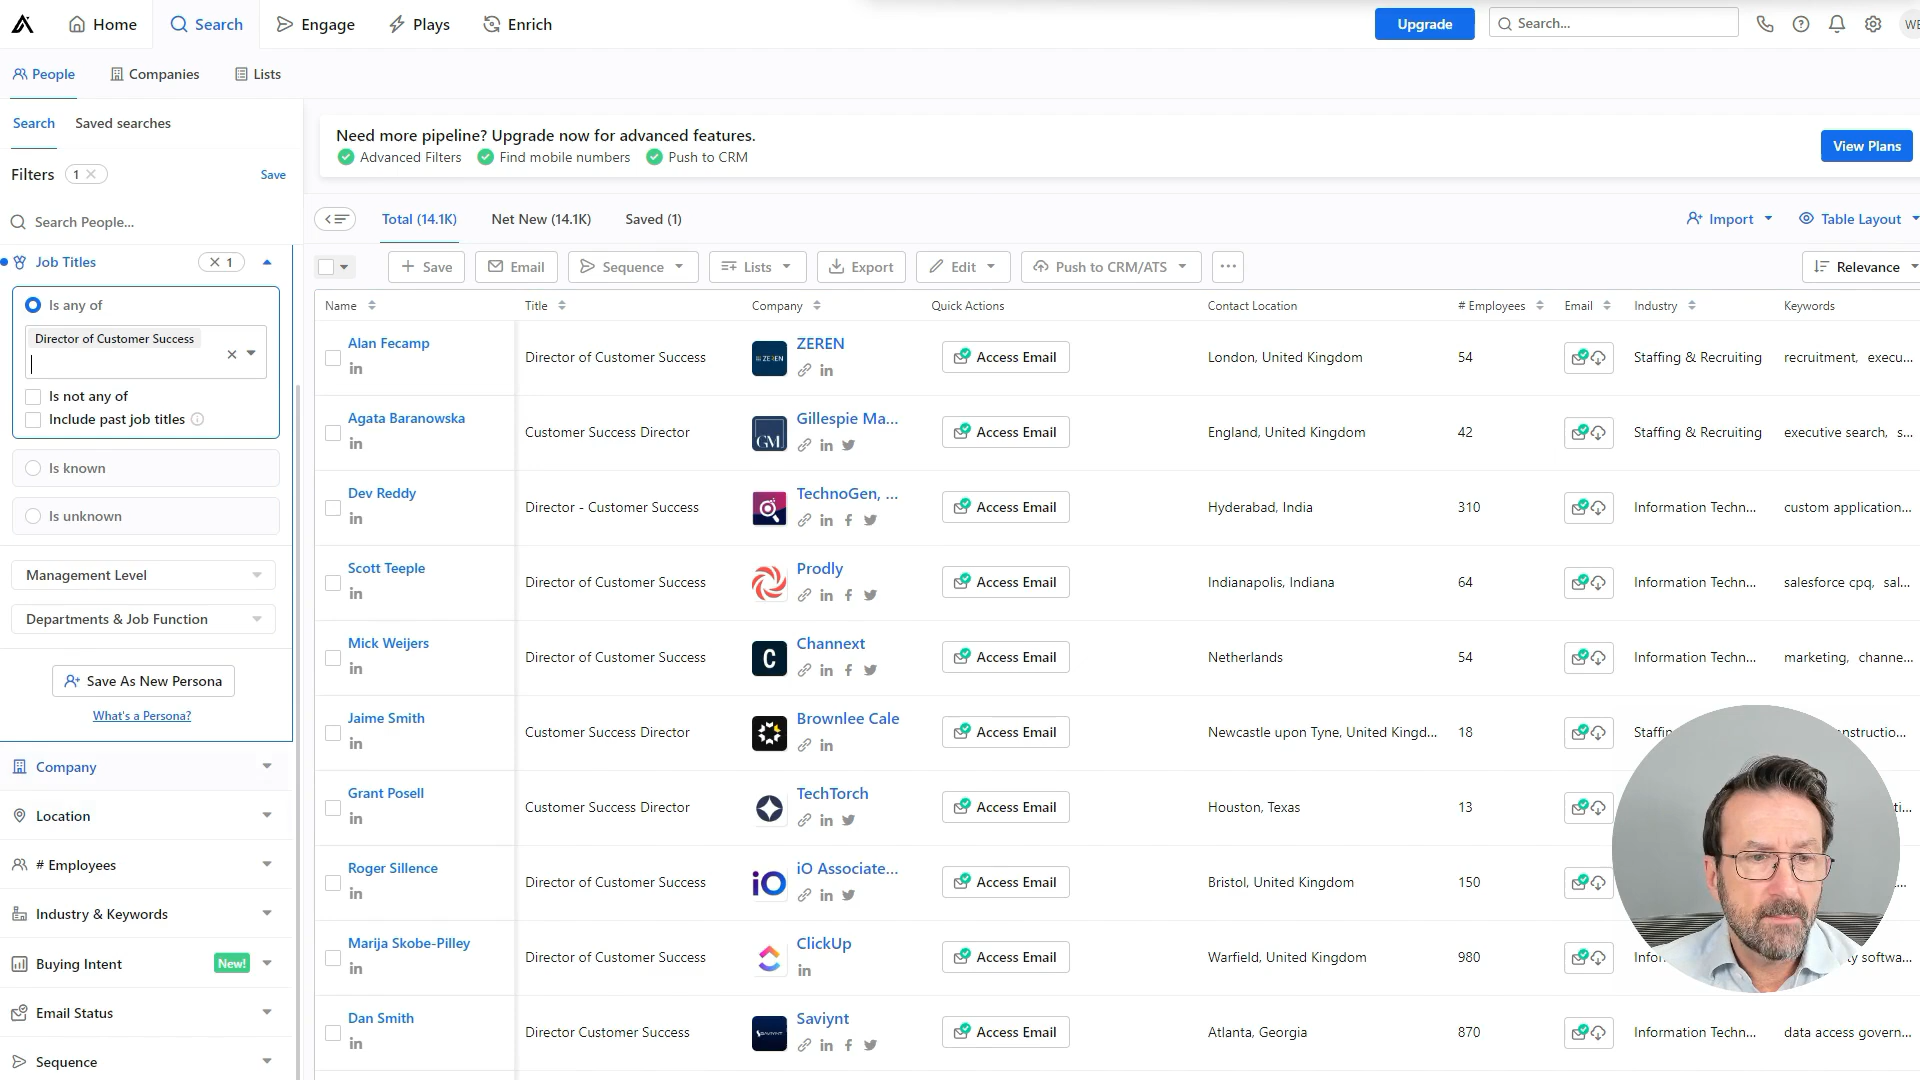 Home
Search
Engage
Plays
Enrich
Upgrade
Search...
WE
People
Companies
Lists
Search
Saved searches
Need more pipeline? Upgrade now for advanced features.
Advanced Filters
Find mobile numbers
Push to CRM
View Plans
Filters
1
Save
Search People...
Total (14.1K)
Net New (14.1K)
Saved (1)
Import
Table Layout
Job Titles
1
Save
Email
Sequence
Lists
Export
Edit
Push to CRM/ATS
Relevance
Is any of
Director of Customer Success
Is not any of
Include past job titles
Is known
Is unknown
Management Level
Departments & Job Function
Save As New Persona
What's a Persona?
Company
Location
# Employees
Industry & Keywords
Buying Intent
New!
Email Status
Sequence
Name Title Company Quick Actions Contact Location # Employees Email Industry Keywords
Alan Fecamp Director of Customer Success ZEREN Access Email London, United Kingdom 54 Staffing & Recruiting recruitment, execu...
Agata Baranowska Customer Success Director Gillespie Ma... Access Email England, United Kingdom 42 Staffing & Recruiting executive search, s...
Dev Reddy Director - Customer Success TechnoGen, ... Access Email Hyderabad, India 310 Information Techn... custom application...
Scott Teeple Director of Customer Success Prodly Access Email Indianapolis, Indiana 64 Information Techn... salesforce cpq, sal...
Mick Weijers Director of Customer Success Channext Access Email Netherlands 54 Information Techn... marketing, channe...
Jaime Smith Customer Success Director Brownlee Cale Access Email Newcastle upon Tyne, United Kingd... 18
Grant Posell Customer Success Director TechTorch Access Email Houston, Texas 13
Roger Sillence Director of Customer Success iO Associate... Access Email Bristol, United Kingdom 150
Marija Skobe-Pilley Director of Customer Success ClickUp Access Email Warfield, United Kingdom 980
Dan Smith Director Customer Success Saviynt Access Email Atlanta, Georgia 870 Information Techn... data access govern...